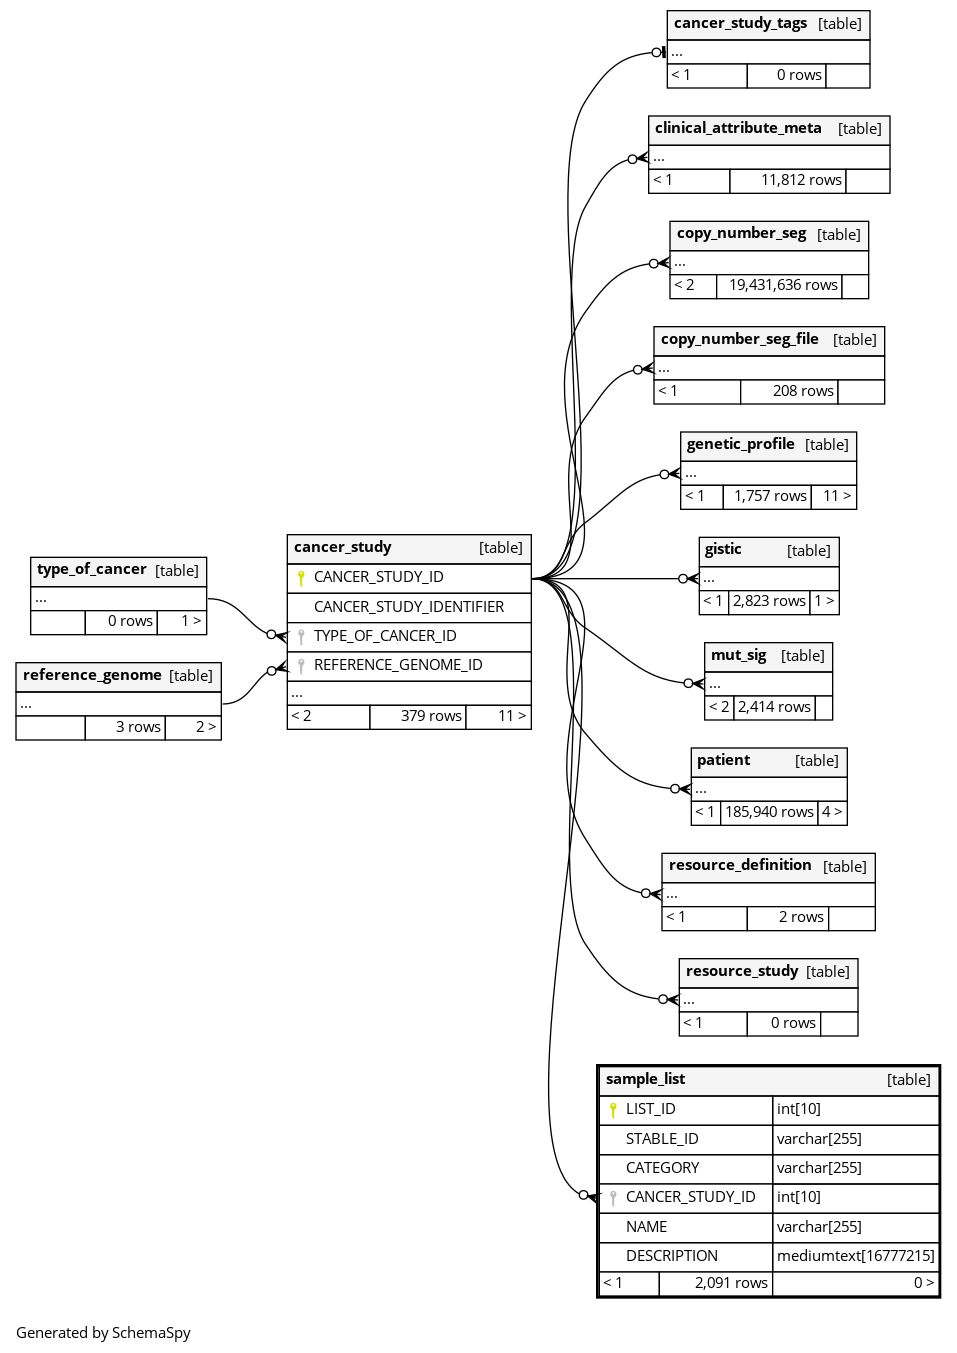 cancer_study_tags [table]
...
< 1 0 rows
clinical_attribute_meta [table]
...
< 1 11,812 rows
copy_number_seg [table]
...
< 2 19,431,636 rows
copy_number_seg_file [table]
...
< 1 208 rows
genetic_profile [table]
...
< 1 1,757 rows 11 >
type_of_cancer [table]
...
0 rows 1 >
reference_genome [table]
...
3 rows 2 >
cancer_study [table]
CANCER_STUDY_ID
CANCER_STUDY_IDENTIFIER
TYPE_OF_CANCER_ID
REFERENCE_GENOME_ID
...
< 2 379 rows 11 >
gistic [table]
...
< 1 2,823 rows 1 >
mut_sig [table]
...
< 2 2,414 rows
patient [table]
...
< 1 185,940 rows 4 >
resource_definition [table]
...
< 1 2 rows
resource_study [table]
...
< 1 0 rows
sample_list [table]
LIST_ID int[10]
STABLE_ID varchar[255]
CATEGORY varchar[255]
CANCER_STUDY_ID int[10]
NAME varchar[255]
DESCRIPTION mediumtext[16777215]
< 1 2,091 rows 0 >
Generated by SchemaSpy